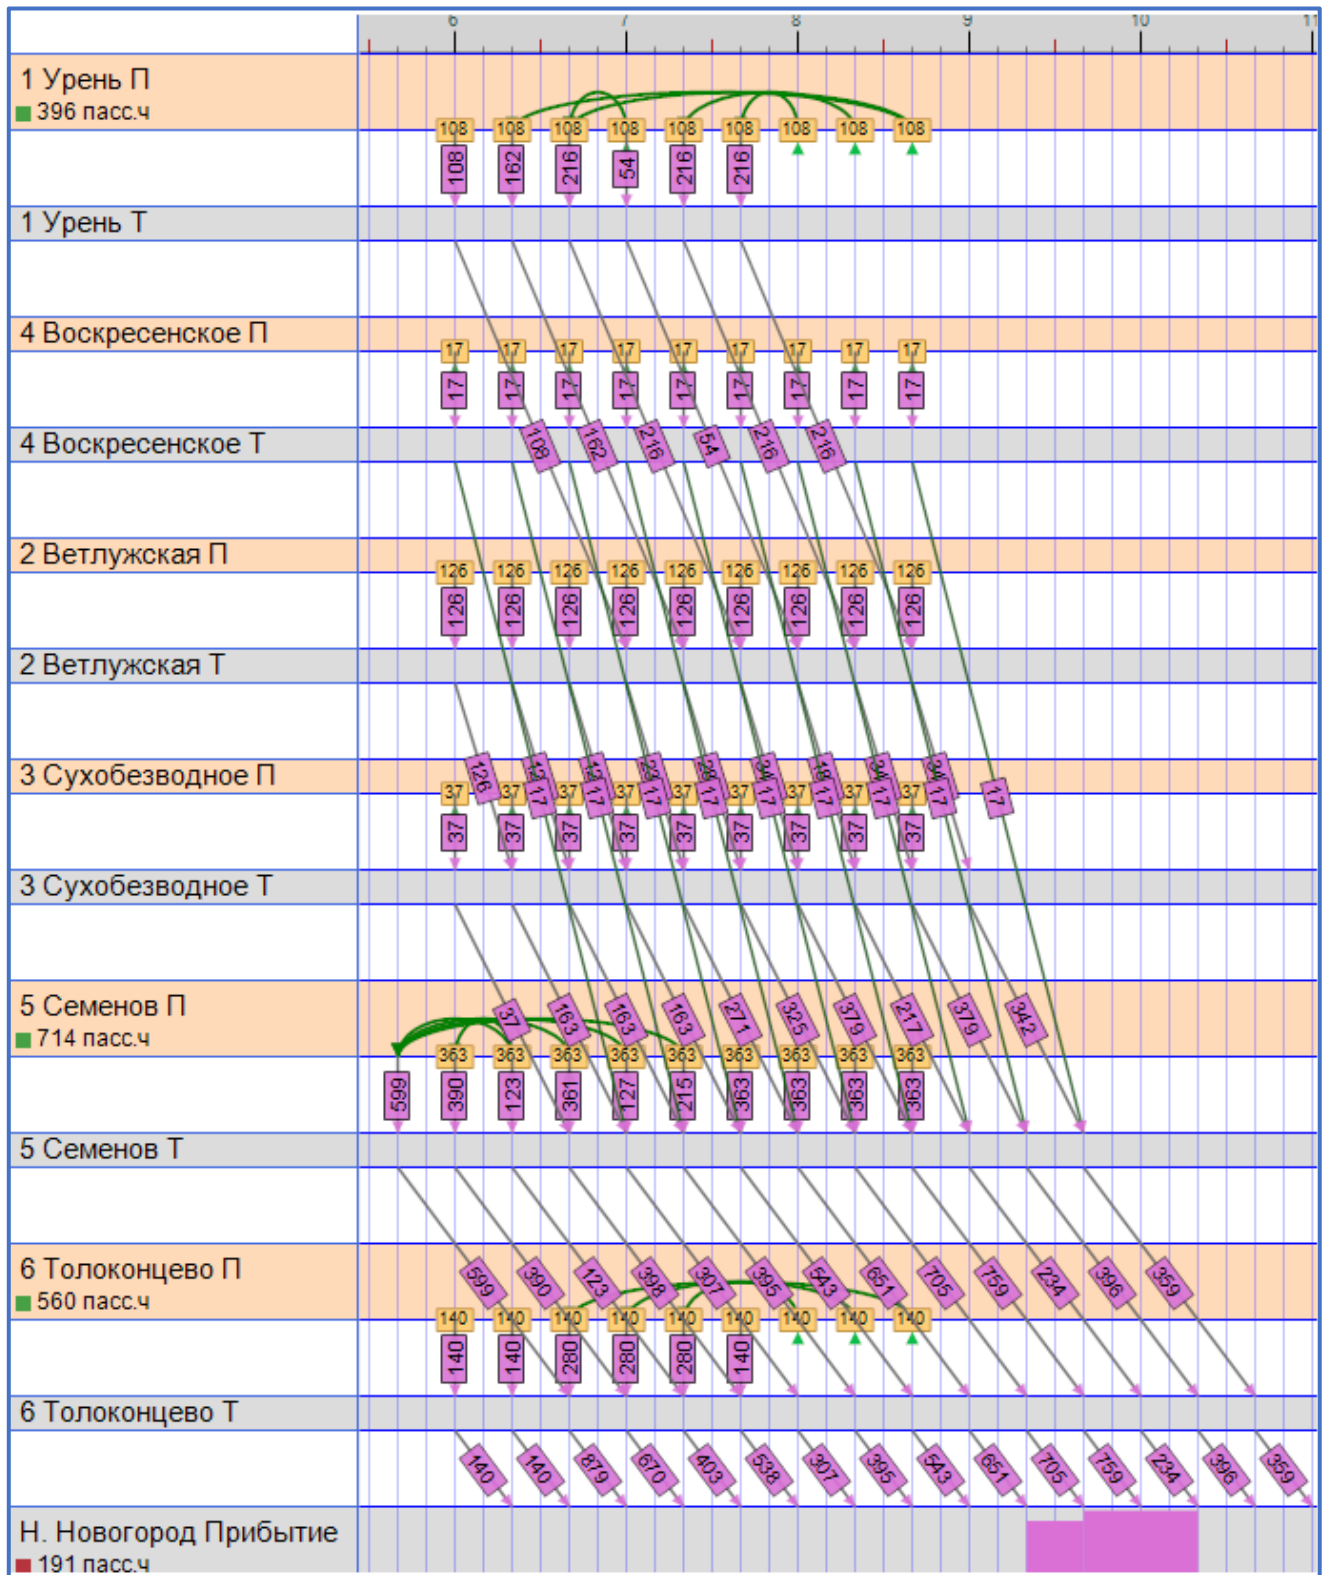 6 7 8 9 10 11
1 Урень П
396 пасс.ч
108 108 108 108 108 108 108 108 108
108 162 216 54 216 216
1 Урень Т
4 Воскресенское П
17 17 17 17 17 17 17 17 17
17 17 17 17 17 17 17 17 17
4 Воскресенское Т
108 162 216 54 216 216
2 Ветлужская П
126 126 126 126 126 126 126 126 126
126 126 126 126 126 126 126 126 126
2 Ветлужская Т
3 Сухобезводное П
126
17 17 17 17 17 17 17 17 17
37 37 37 37 37 37 37 37 37
37 37 37 37 37 37 37 37 37
3 Сухобезводное Т
5 Семенов П
714 пасс.ч
37 163 163 163 271 325 379 217 379 342
363 363 363 363 363 363 363 363 363
599 390 123 361 127 215 363 363 363 363
5 Семенов Т
6 Толоконцево П
560 пасс.ч
599 390 123 398 307 395 543 651 705 759 234 396 359
140 140 140 140 140 140 140 140 140
140 140 280 280 280 140
6 Толоконцево Т
140 140 879 670 403 538 307 395 543 651 705 759 234 396 359
Н. Новогород Прибытие
191 пасс.ч